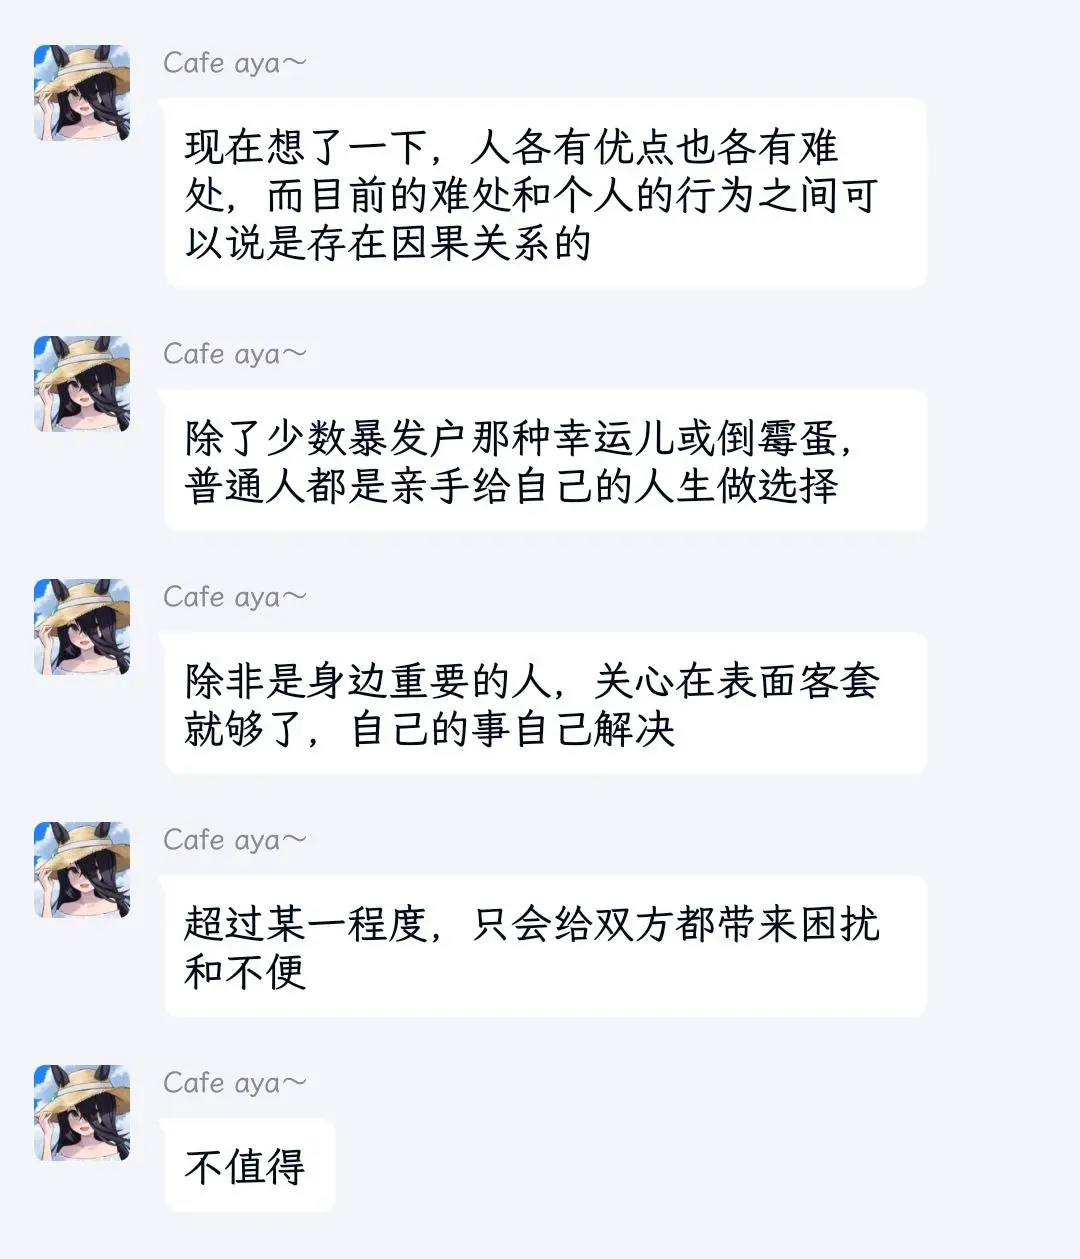 Cafe aya～
现在想了一下，人各有优点也各有难
处，而目前的难处和个人的行为之间可
以说是存在因果关系的
Cafe aya～
除了少数暴发户那种幸运儿或倒霉蛋，
普通人都是亲手给自己的人生做选择
Cafe aya～
除非是身边重要的人，关心在表面客套
就够了，自己的事自己解决
Cafe aya～
超过某一程度，只会给双方都带来困扰
和不便
Cafe aya～
不值得